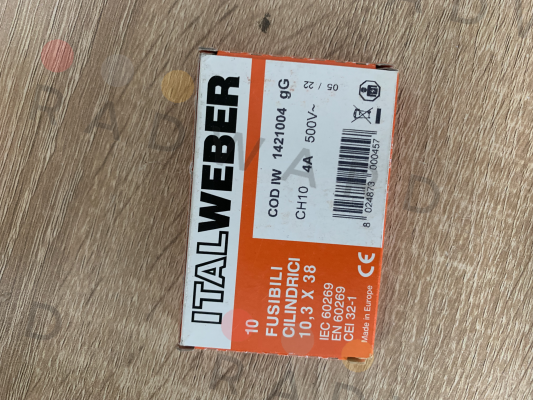 ITALWEBER
COD IW 1421004 gG
CH10 4A 500V~
05 / 22
8 024873 000457
10
FUSIBILI
CILINDRICI
10,3 X 38
IEC 60269
EN 60269
CEI 32-1
Made in Europe
CE